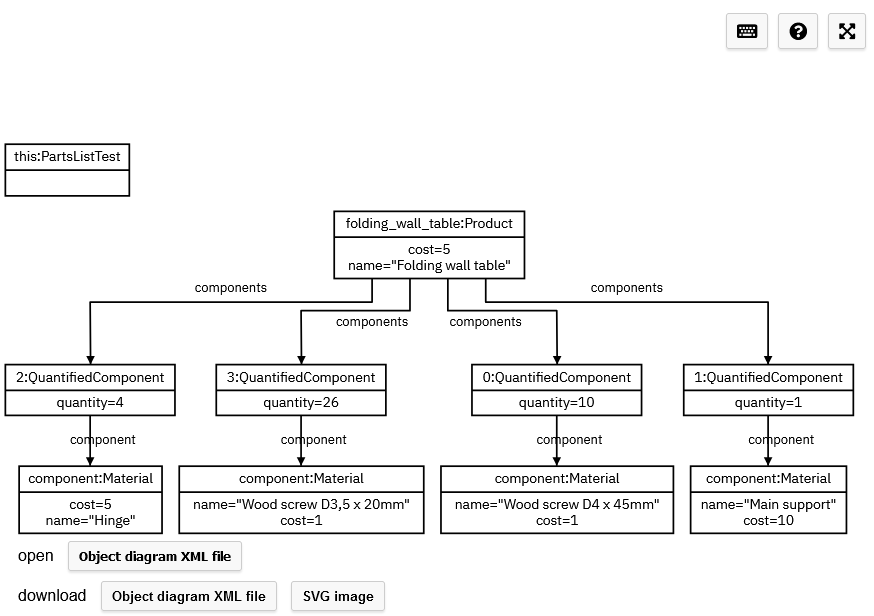 this:PartsListTest
folding_wall_table:Product
cost=5
name="Folding wall table"
components
components
components
components
components
2:QuantifiedComponent
quantity=4
3:QuantifiedComponent
quantity=26
0:QuantifiedComponent
quantity=10
1:QuantifiedComponent
quantity=1
component
component
component
component
component:Material
cost=5
name="Hinge"
component:Material
name="Wood screw D3,5 x 20mm"
cost=1
component:Material
name="Wood screw D4 x 45mm"
cost=1
component:Material
name="Main support"
cost=10
open
Object diagram XML file
download
Object diagram XML file
SVG image